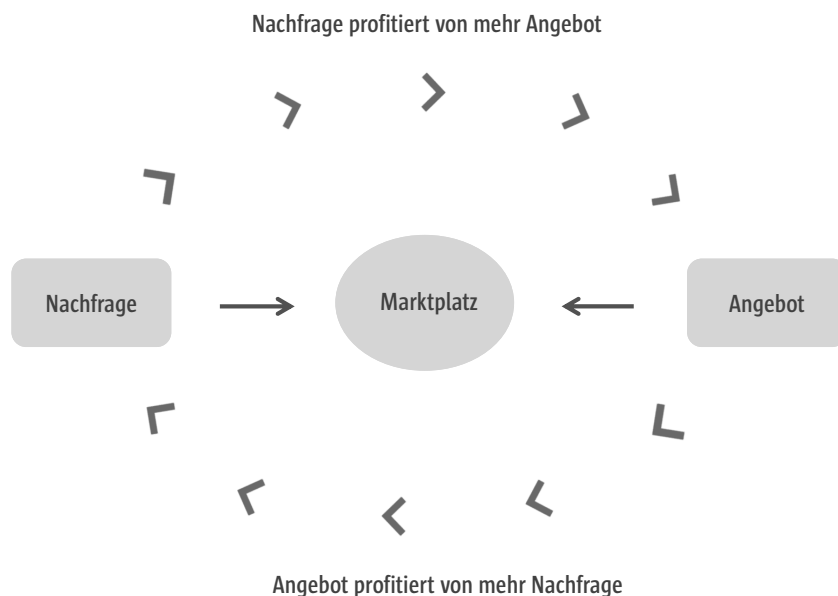 Nachfrage profitiert von mehr Angebot
Nachfrage
Marktplatz
Angebot
Angebot profitiert von mehr Nachfrage